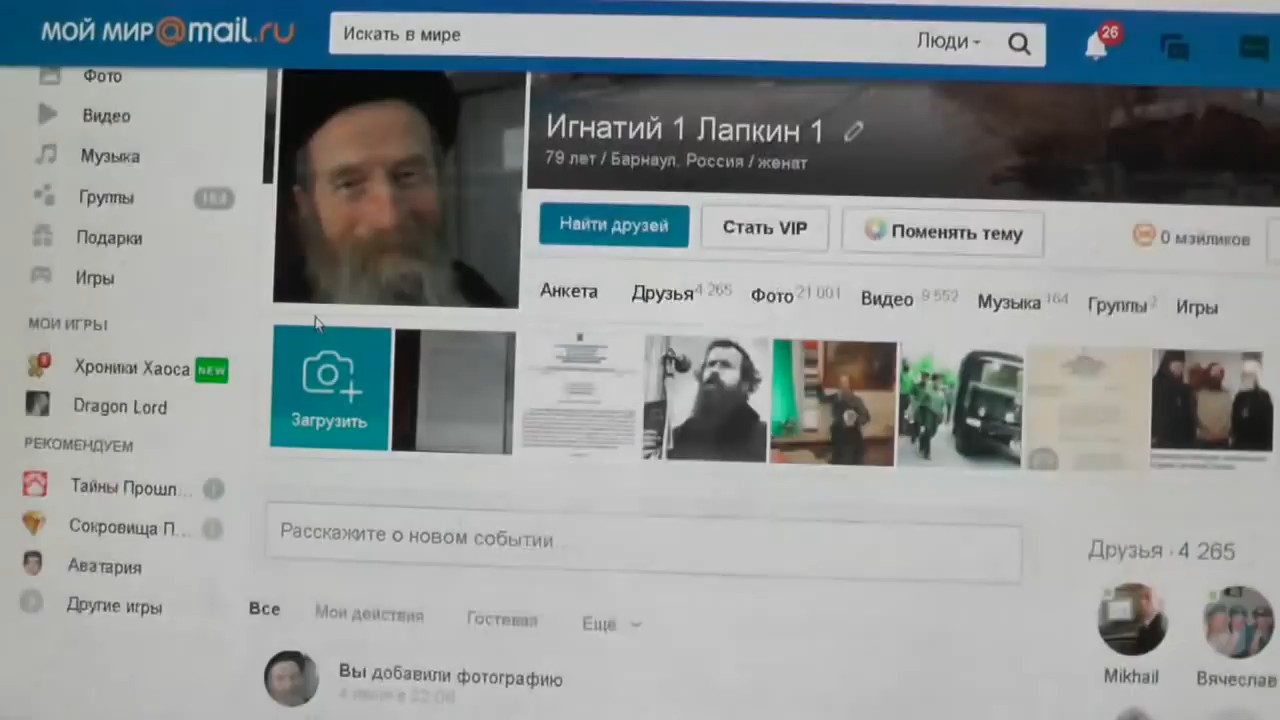 МОЙ МИР@mail.ru
Искать в мире
Люди
26
Фото
Видео
Музыка
Группы
Подарки
Игры
МОИ ИГРЫ
Хроники Хаоса NEW
Dragon Lord
РЕКОМЕНДУЕМ
Тайны Прошл...
Сокровища П...
Аватария
Другие игры
Игнатий 1 Лапкин 1
79 лет / Барнаул, Россия / женат
Найти друзей
Стать VIP
Поменять тему
0 мэйликов
Анкета
Друзья 4 265
Фото 21 001
Видео 9 552
Музыка 164
Группы 2
Игры
Загрузить
Расскажите о новом событии
Друзья · 4 265
Все
Мои действия
Гостевая
Ещё
Mikhail
Вячеслав
Вы добавили фотографию